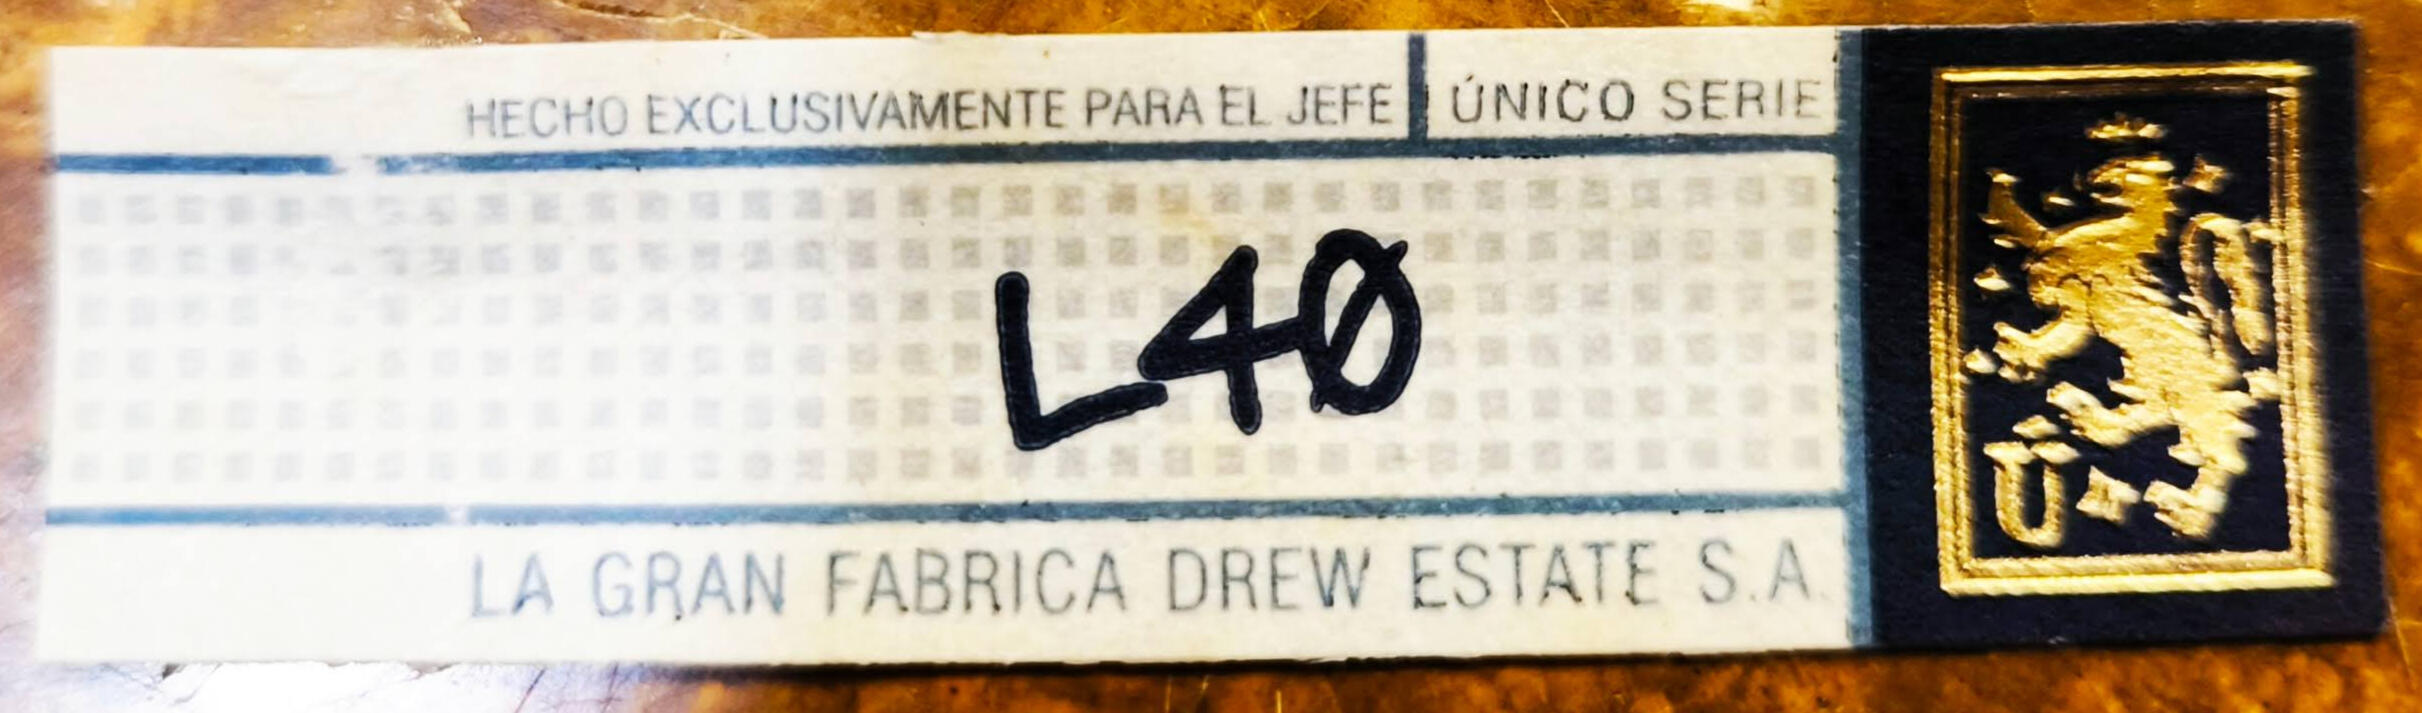 HECHO EXCLUSIVAMENTE PARA EL JEFE ÚNICO SERIE
L40
LA GRAN FABRICA DREW ESTATE S.A.
U